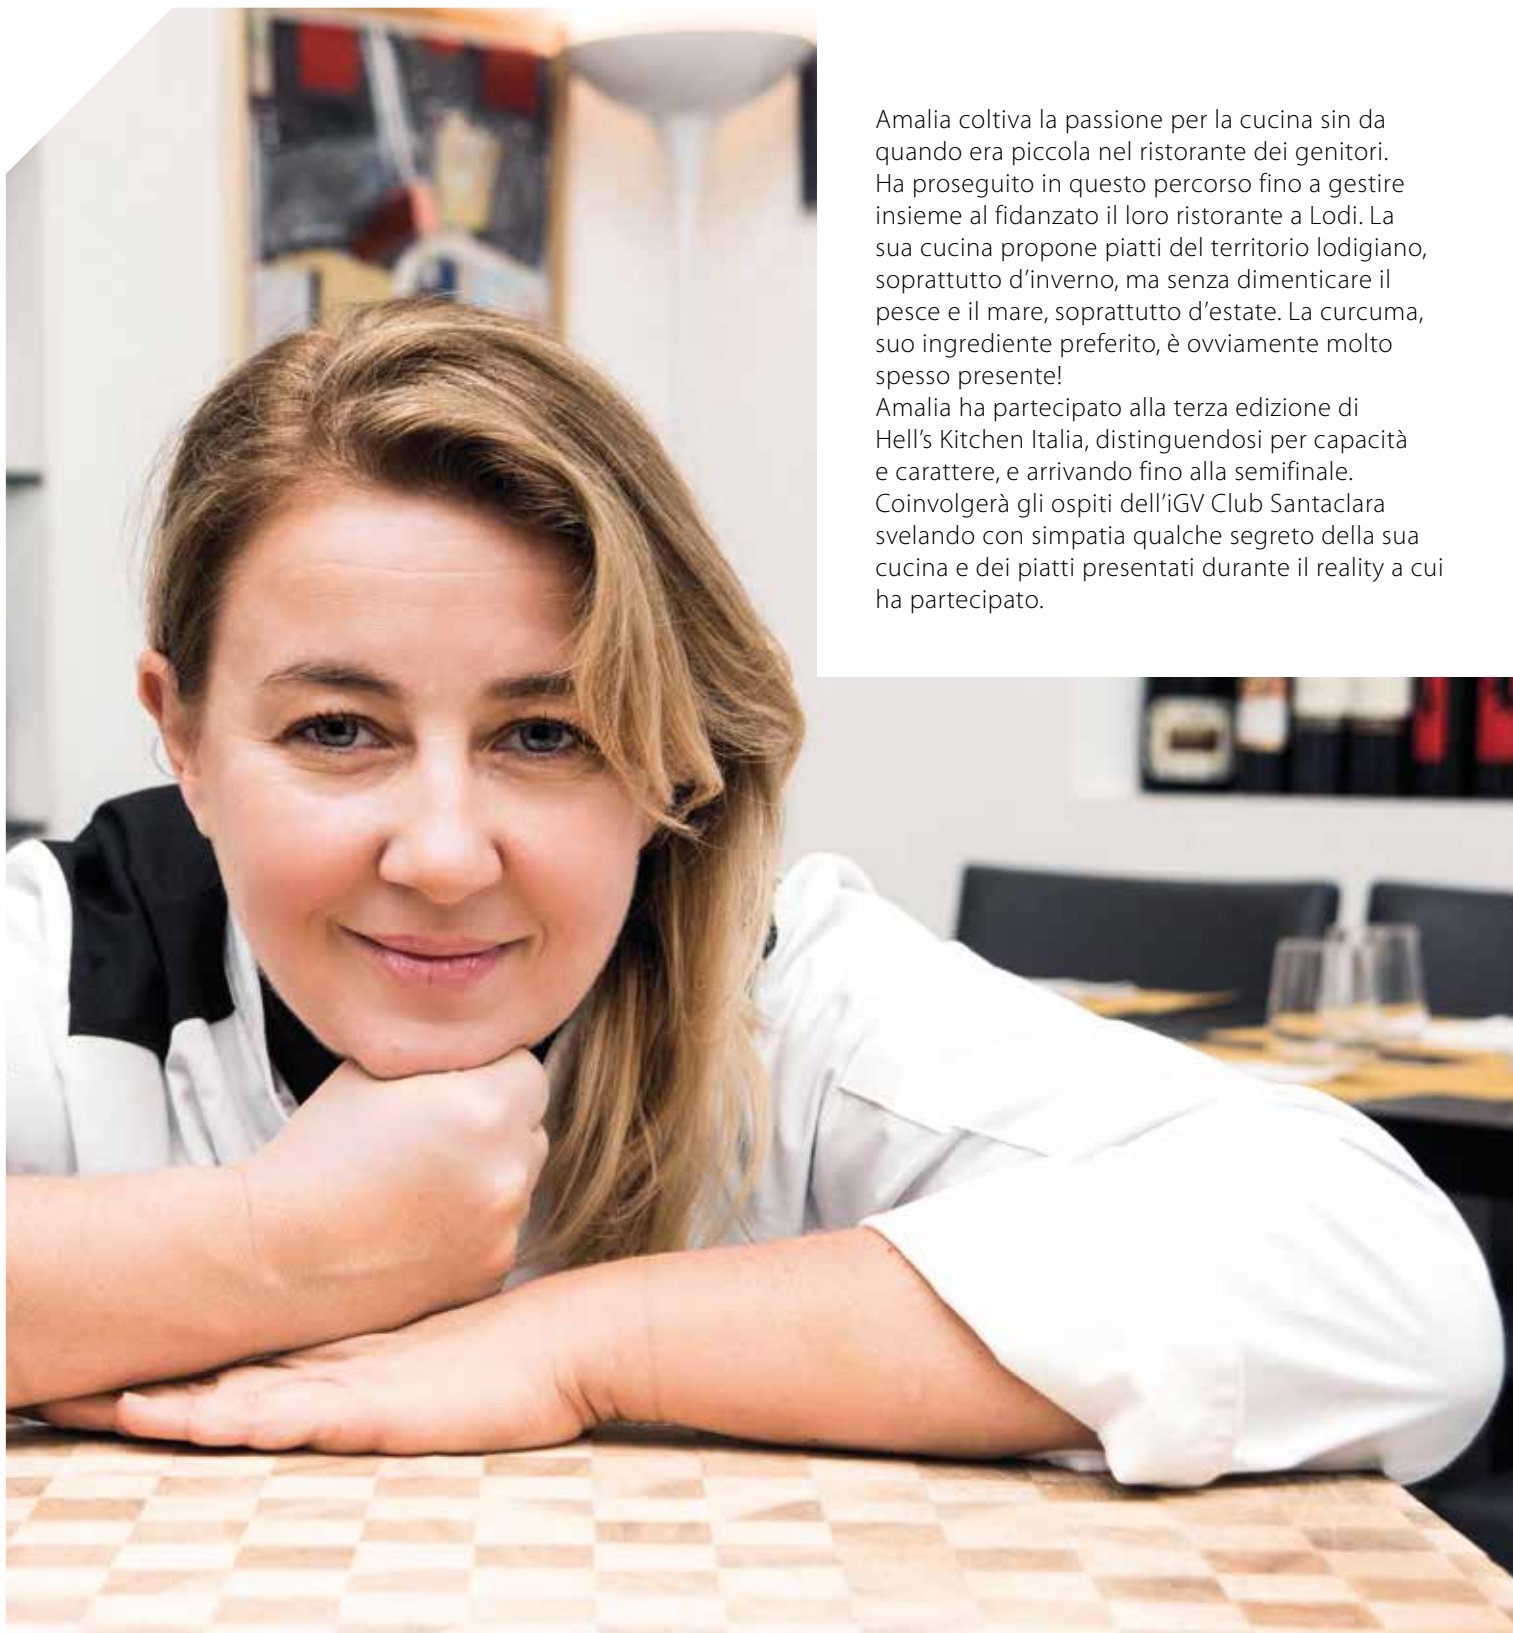 Amalia coltiva la passione per la cucina sin da
quando era piccola nel ristorante dei genitori.
Ha proseguito in questo percorso fino a gestire
insieme al fidanzato il loro ristorante a Lodi. La
sua cucina propone piatti del territorio lodigiano,
soprattutto d’inverno, ma senza dimenticare il
pesce e il mare, soprattutto d’estate. La curcuma,
suo ingrediente preferito, è ovviamente molto
spesso presente!
Amalia ha partecipato alla terza edizione di
Hell’s Kitchen Italia, distinguendosi per capacità
e carattere, e arrivando fino alla semifinale.
Coinvolgerà gli ospiti dell’iGV Club Santaclara
svelando con simpatia qualche segreto della sua
cucina e dei piatti presentati durante il reality a cui
ha partecipato.